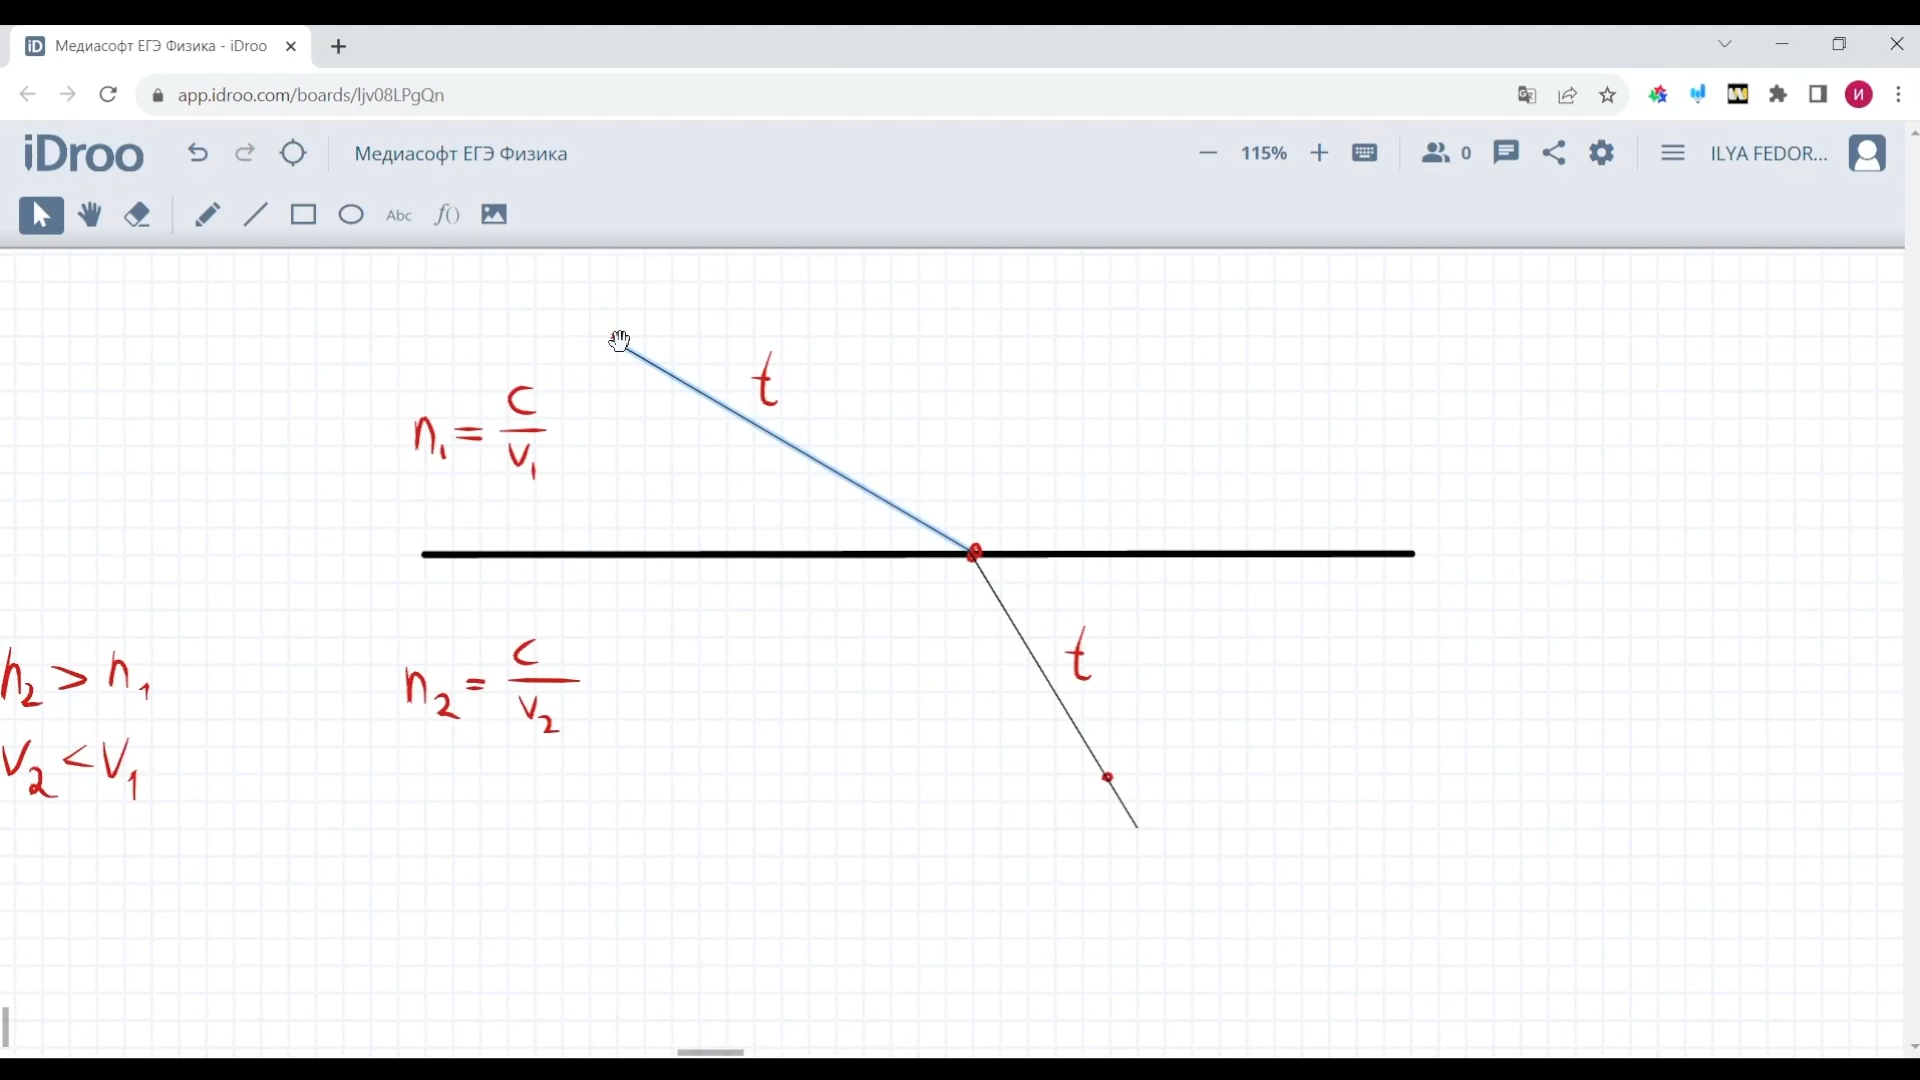 Медиасофт ЕГЭ Физика - iDroo
app.idroo.com/boards/ljv08LPgQn
И
iDroo
Медиасофт ЕГЭ Физика
115%
0
ILYA FEDOR...
Abc
f()
t
n₁ = c/v₁
t
n₂ > n₁
n₂ = c/v₂
v₂ < v₁